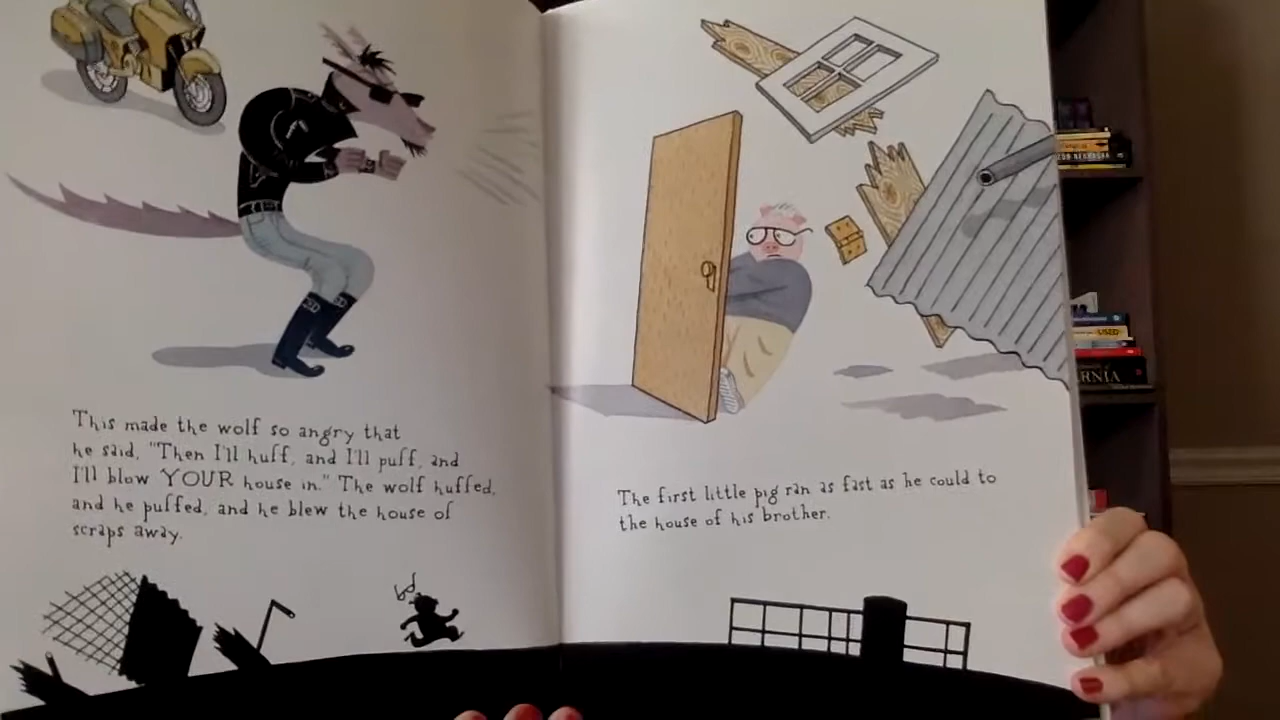 This made the wolf so angry that
he said, "Then I'll huff, and I'll puff, and
I'll blow YOUR house in." The wolf huffed,
and he puffed, and he blew the house of
scraps away.
The first little pig ran as fast as he could to
the house of his brother.
USED